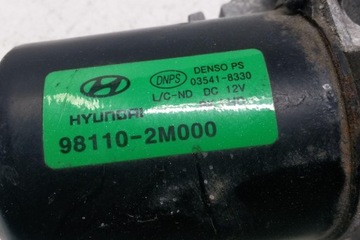 DNPS DENSO PS
03541-8330
L/C-ND DC 12V
HYUNDAI
98110-2M000